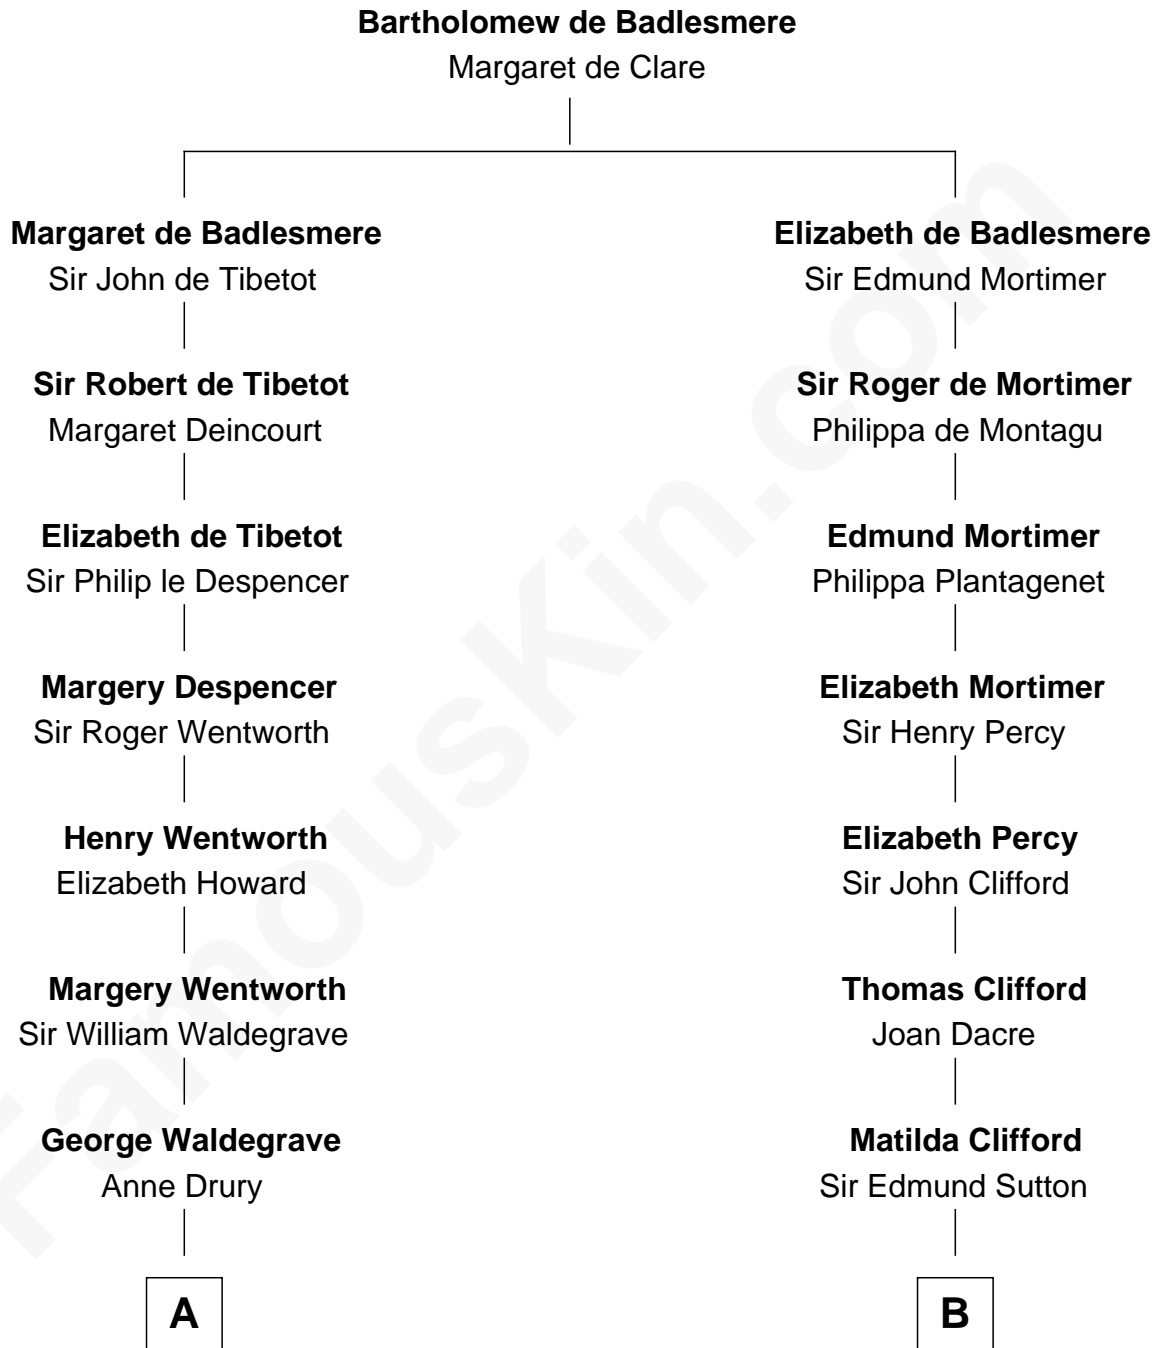 Bartholomew de Badlesmere
Margaret de Clare
Margaret de Badlesmere
Sir John de Tibetot
Elizabeth de Badlesmere
Sir Edmund Mortimer
Sir Robert de Tibetot
Margaret Deincourt
Sir Roger de Mortimer
Philippa de Montagu
Elizabeth de Tibetot
Sir Philip le Despencer
Edmund Mortimer
Philippa Plantagenet
Margery Despencer
Sir Roger Wentworth
Elizabeth Mortimer
Sir Henry Percy
Henry Wentworth
Elizabeth Howard
Elizabeth Percy
Sir John Clifford
Margery Wentworth
Sir William Waldegrave
Thomas Clifford
Joan Dacre
George Waldegrave
Anne Drury
Matilda Clifford
Sir Edmund Sutton
A
B
FamousKin.com